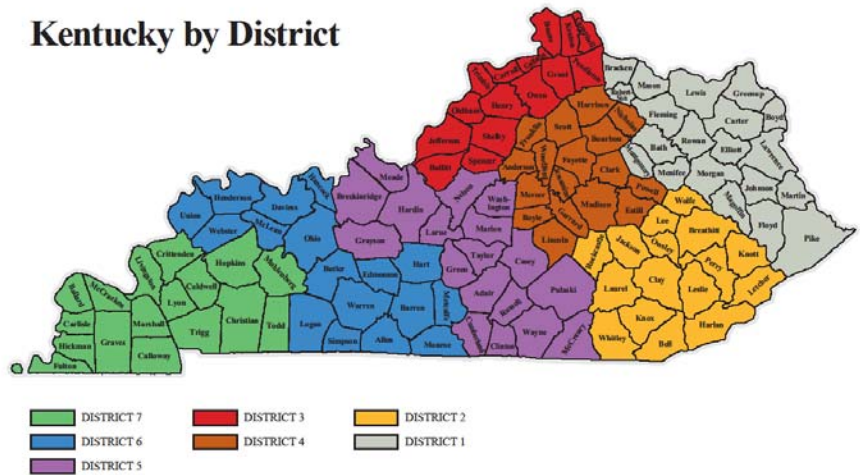 Kentucky by District
Boone
Kenton
Campbell
Gallatin
Carroll
Trimble
Grant
Pendleton
Owen
Bracken
Mason
Lewis
Greenup
Robertson
Fleming
Carter
Boyd
Oldham
Henry
Harrison
Nicholas
Rowan
Elliott
Lawrence
Jefferson
Shelby
Franklin
Scott
Bourbon
Bath
Montgomery
Menifee
Morgan
Johnson
Martin
Bullitt
Spencer
Anderson
Woodford
Fayette
Clark
Powell
Magoffin
Floyd
Pike
Meade
Breckinridge
Hancock
Nelson
Wash-
ington
Mercer
Madison
Estill
Wolfe
Lee
Breathitt
Knott
Henderson
Daviess
Union
Webster
McLean
Ohio
Hardin
Larue
Marion
Boyle
Garrard
Lincoln
Rockcastle
Jackson
Owsley
Perry
Letcher
Grayson
Taylor
Casey
Crittenden
Livingston
Hopkins
Muhlenberg
Butler
Edmonson
Hart
Green
Adair
Russell
Pulaski
Laurel
Clay
Leslie
Harlan
Ballard
McCracken
Lyon
Caldwell
Warren
Barren
Metcalfe
Knox
Bell
Whitley
Carlisle
Marshall
Trigg
Christian
Todd
Logan
Simpson
Allen
Monroe
Cumberland
Clinton
Wayne
McCreary
Hickman
Graves
Calloway
Fulton
DISTRICT 7
DISTRICT 3
DISTRICT 2
DISTRICT 6
DISTRICT 4
DISTRICT 1
DISTRICT 5